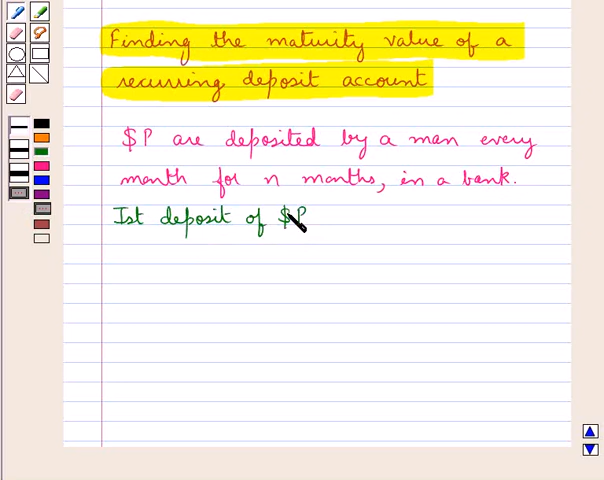 Finding the maturity value of a
recurring deposit account
$P are deposited by a man every
month for n months, in a bank.
Ist deposit of $P